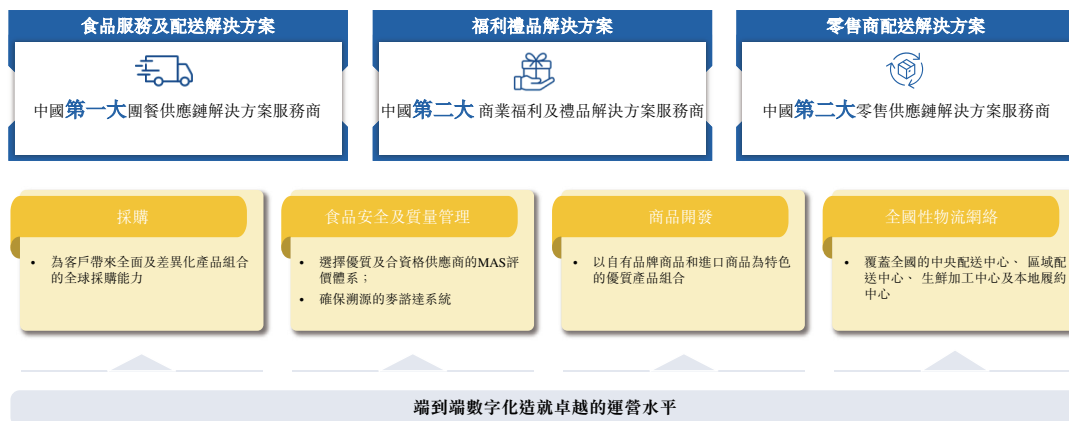 食品服務及配送解決方案
中國第一大團餐供應鏈解決方案服務商
福利禮品解決方案
中國第二大 商業福利及禮品解決方案服務商
零售商配送解決方案
中國第二大零售供應鏈解決方案服務商
採購
• 為客戶帶來全面及差異化產品組合
的全球採購能力
食品安全及質量管理
• 選擇優質及合資格供應商的MAS評
價體系；
• 確保溯源的麥諮達系統
商品開發
• 以自有品牌商品和進口商品為特色
的優質產品組合
全國性物流網絡
• 覆蓋全國的中央配送中心、 區域配
送中心、 生鮮加工中心及本地履約
中心
端到端數字化造就卓越的運營水平